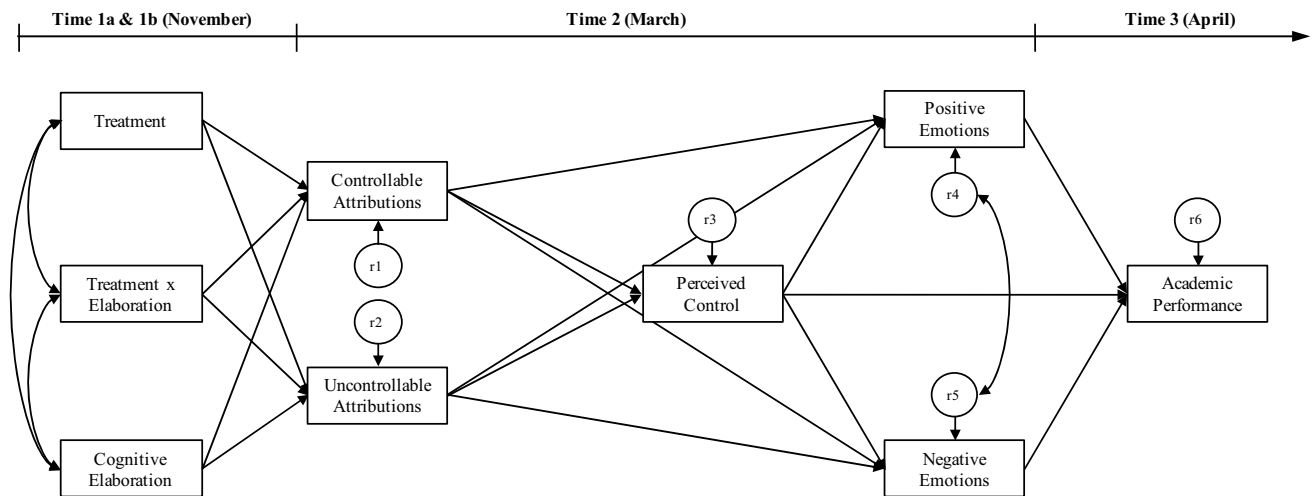 Time 1a & 1b (November)
Time 2 (March)
Time 3 (April)
Treatment
Treatment x
Elaboration
Cognitive
Elaboration
Controllable
Attributions
r1
r2
Uncontrollable
Attributions
r3
Perceived
Control
Positive
Emotions
r4
r5
Negative
Emotions
r6
Academic
Performance